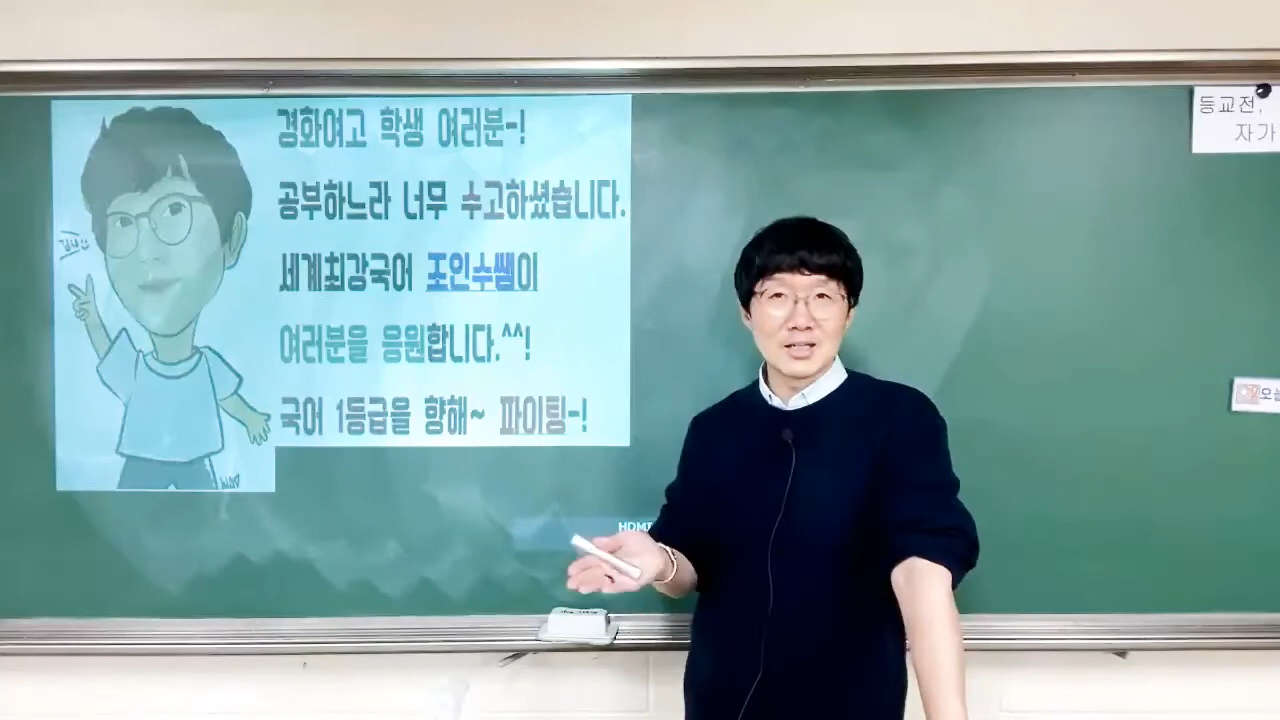 경화여고 학생 여러분~!
공부하느라 너무 수고하셨습니다.
세계최강국어 조인수쌤이
여러분을 응원합니다.^^!
국어 1등급을 향해~ 파이팅~!
HDMI
등교전,
자가
오늘